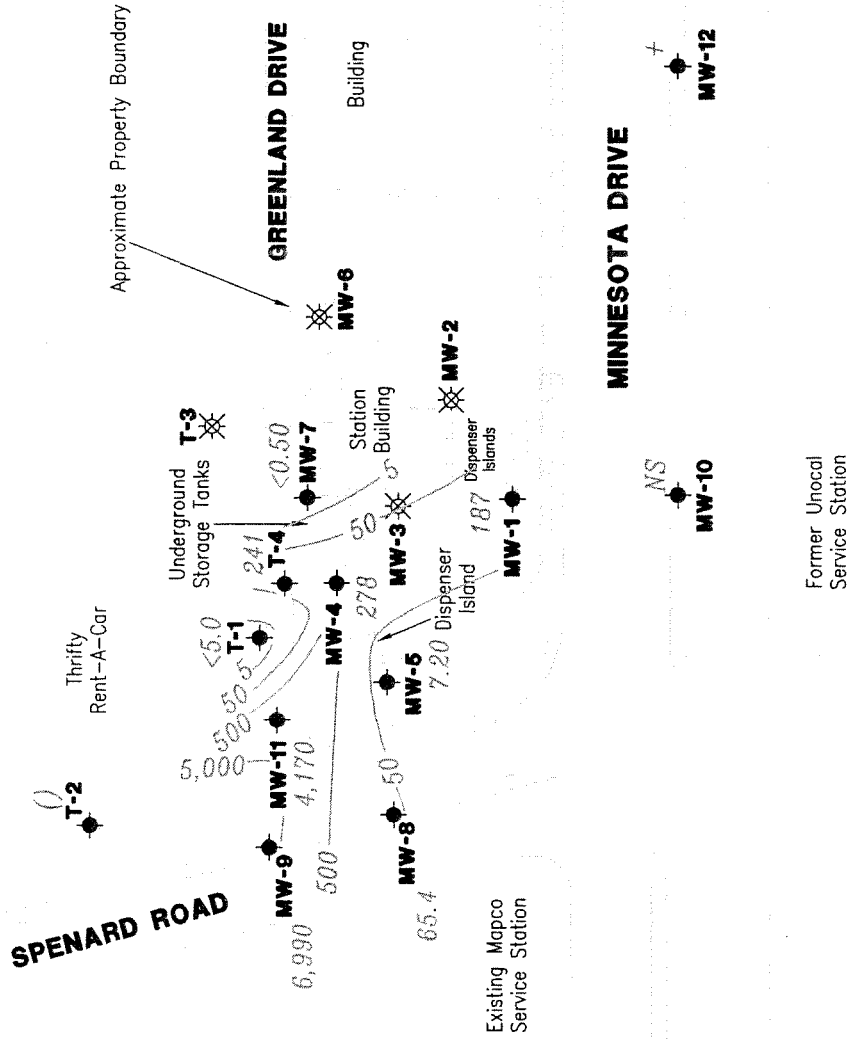 Approximate Property Boundary
GREENLAND DRIVE
Building
MW-6
T-3
Underground
Storage Tanks
<0.50
MW-7
Station
Building
MW-2
5
Dispenser
Islands
50
MW-3
241
T-4
187
MW-1
MINNESOTA DRIVE
+
MW-12
NS
MW-10
Former Unocal
Service Station
Thrifty
Rent-A-Car
<5.0
T-1
5
50
500
5,000
MW-4
278
Dispenser
Island
MW-5
7.20
MW-11
4,170
()
T-2
SPENARD ROAD
MW-9
6,990
500
50
MW-8
65.4
Existing Mapco
Service Station